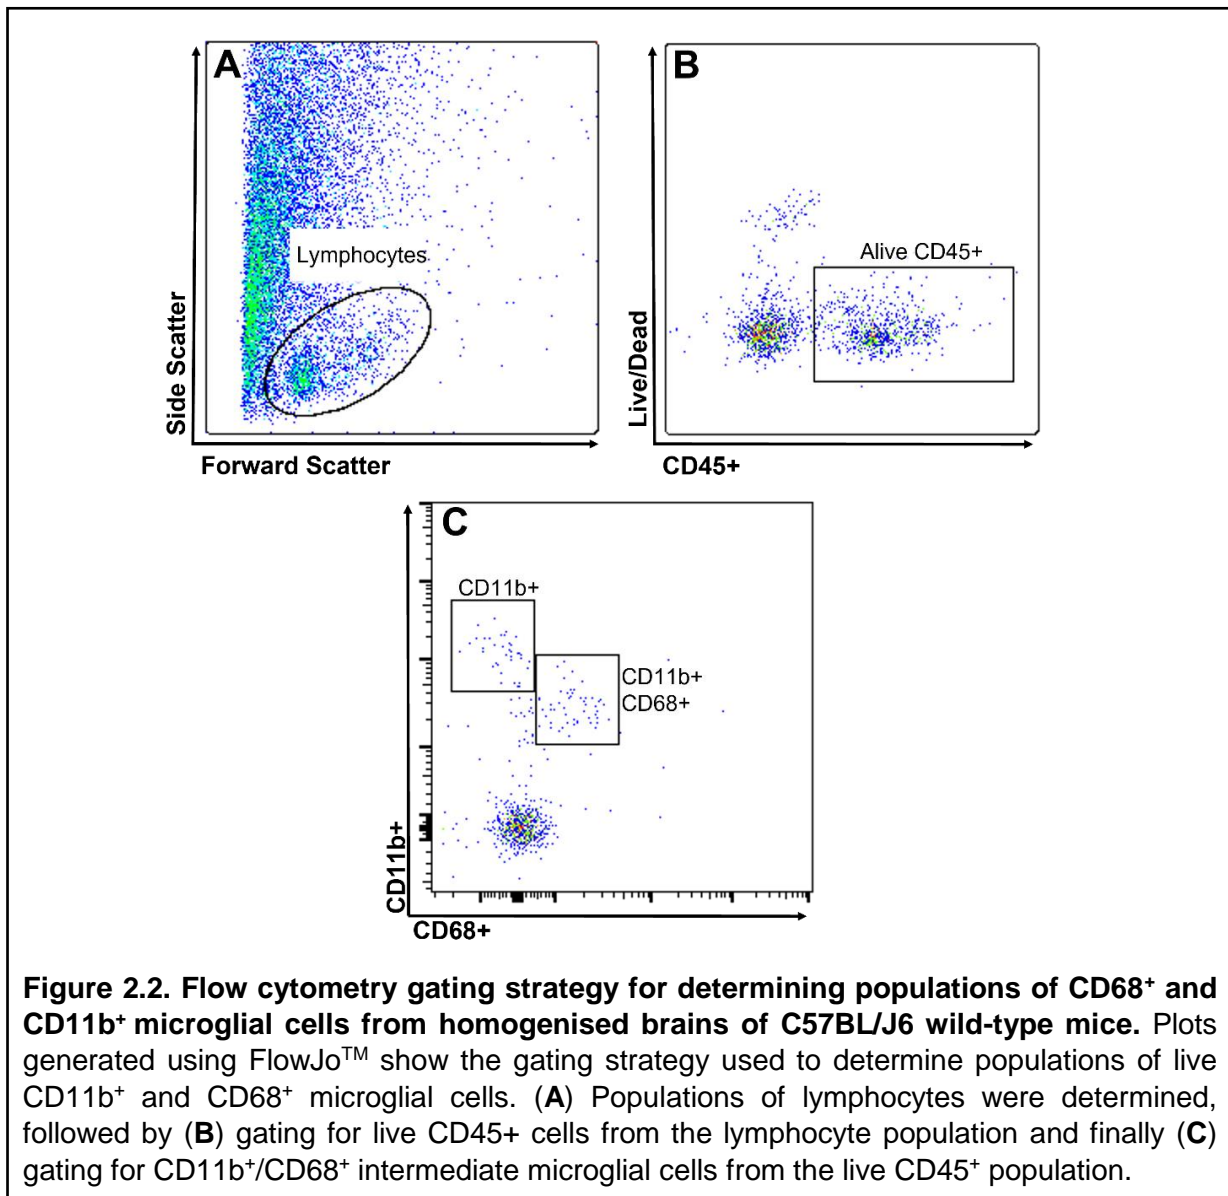 A
Lymphocytes
Side Scatter
Forward Scatter
B
Alive CD45+
Live/Dead
CD45+
C
CD11b+
CD11b+
CD68+
CD11b+
CD68+
Figure 2.2. Flow cytometry gating strategy for determining populations of CD68⁺ and
CD11b⁺ microglial cells from homogenised brains of C57BL/J6 wild-type mice. Plots
generated using FlowJo™ show the gating strategy used to determine populations of live
CD11b⁺ and CD68⁺ microglial cells. (A) Populations of lymphocytes were determined,
followed by (B) gating for live CD45+ cells from the lymphocyte population and finally (C)
gating for CD11b⁺/CD68⁺ intermediate microglial cells from the live CD45⁺ population.